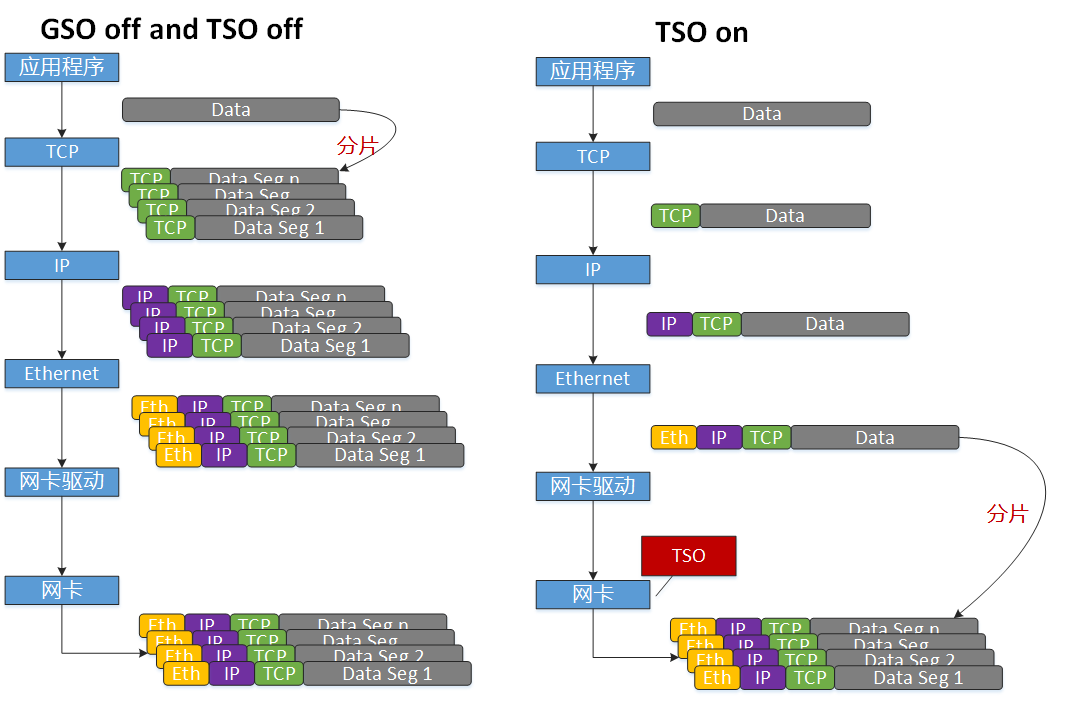 GSO off and TSO off
应用程序
Data
分片
TCP
TCP Data Seg n
TCP Data Seg
TCP Data Seg 2
TCP Data Seg 1
IP
IP TCP Data Seg n
IP TCP Data Seg
IP TCP Data Seg 2
IP TCP Data Seg 1
Ethernet
Eth IP TCP Data Seg n
Eth IP TCP Data Seg
Eth IP TCP Data Seg 2
Eth IP TCP Data Seg 1
网卡驱动
网卡
Eth IP TCP Data Seg n
Eth IP TCP Data Seg
Eth IP TCP Data Seg 2
Eth IP TCP Data Seg 1
TSO on
应用程序
Data
TCP
TCP Data
IP
IP TCP Data
Ethernet
Eth IP TCP Data
网卡驱动
分片
TSO
网卡
Eth IP TCP Data Seg n
Eth IP TCP Data Seg
Eth IP TCP Data Seg 2
Eth IP TCP Data Seg 1